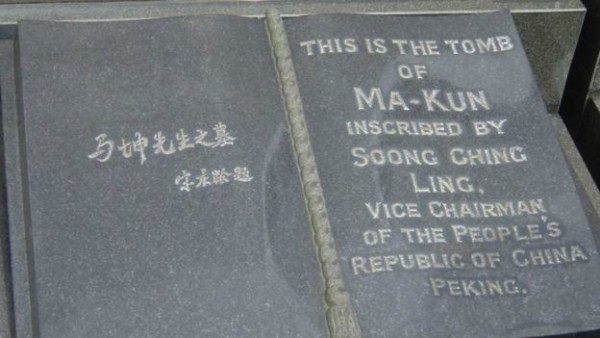 马坤先生之墓
宋庆龄题
THIS IS THE TOMB
OF
MA-KUN
INSCRIBED BY
SOONG CHING
LING,
VICE CHAIRMAN
OF THE PEOPLE'S
REPUBLIC OF CHINA
PEKING.